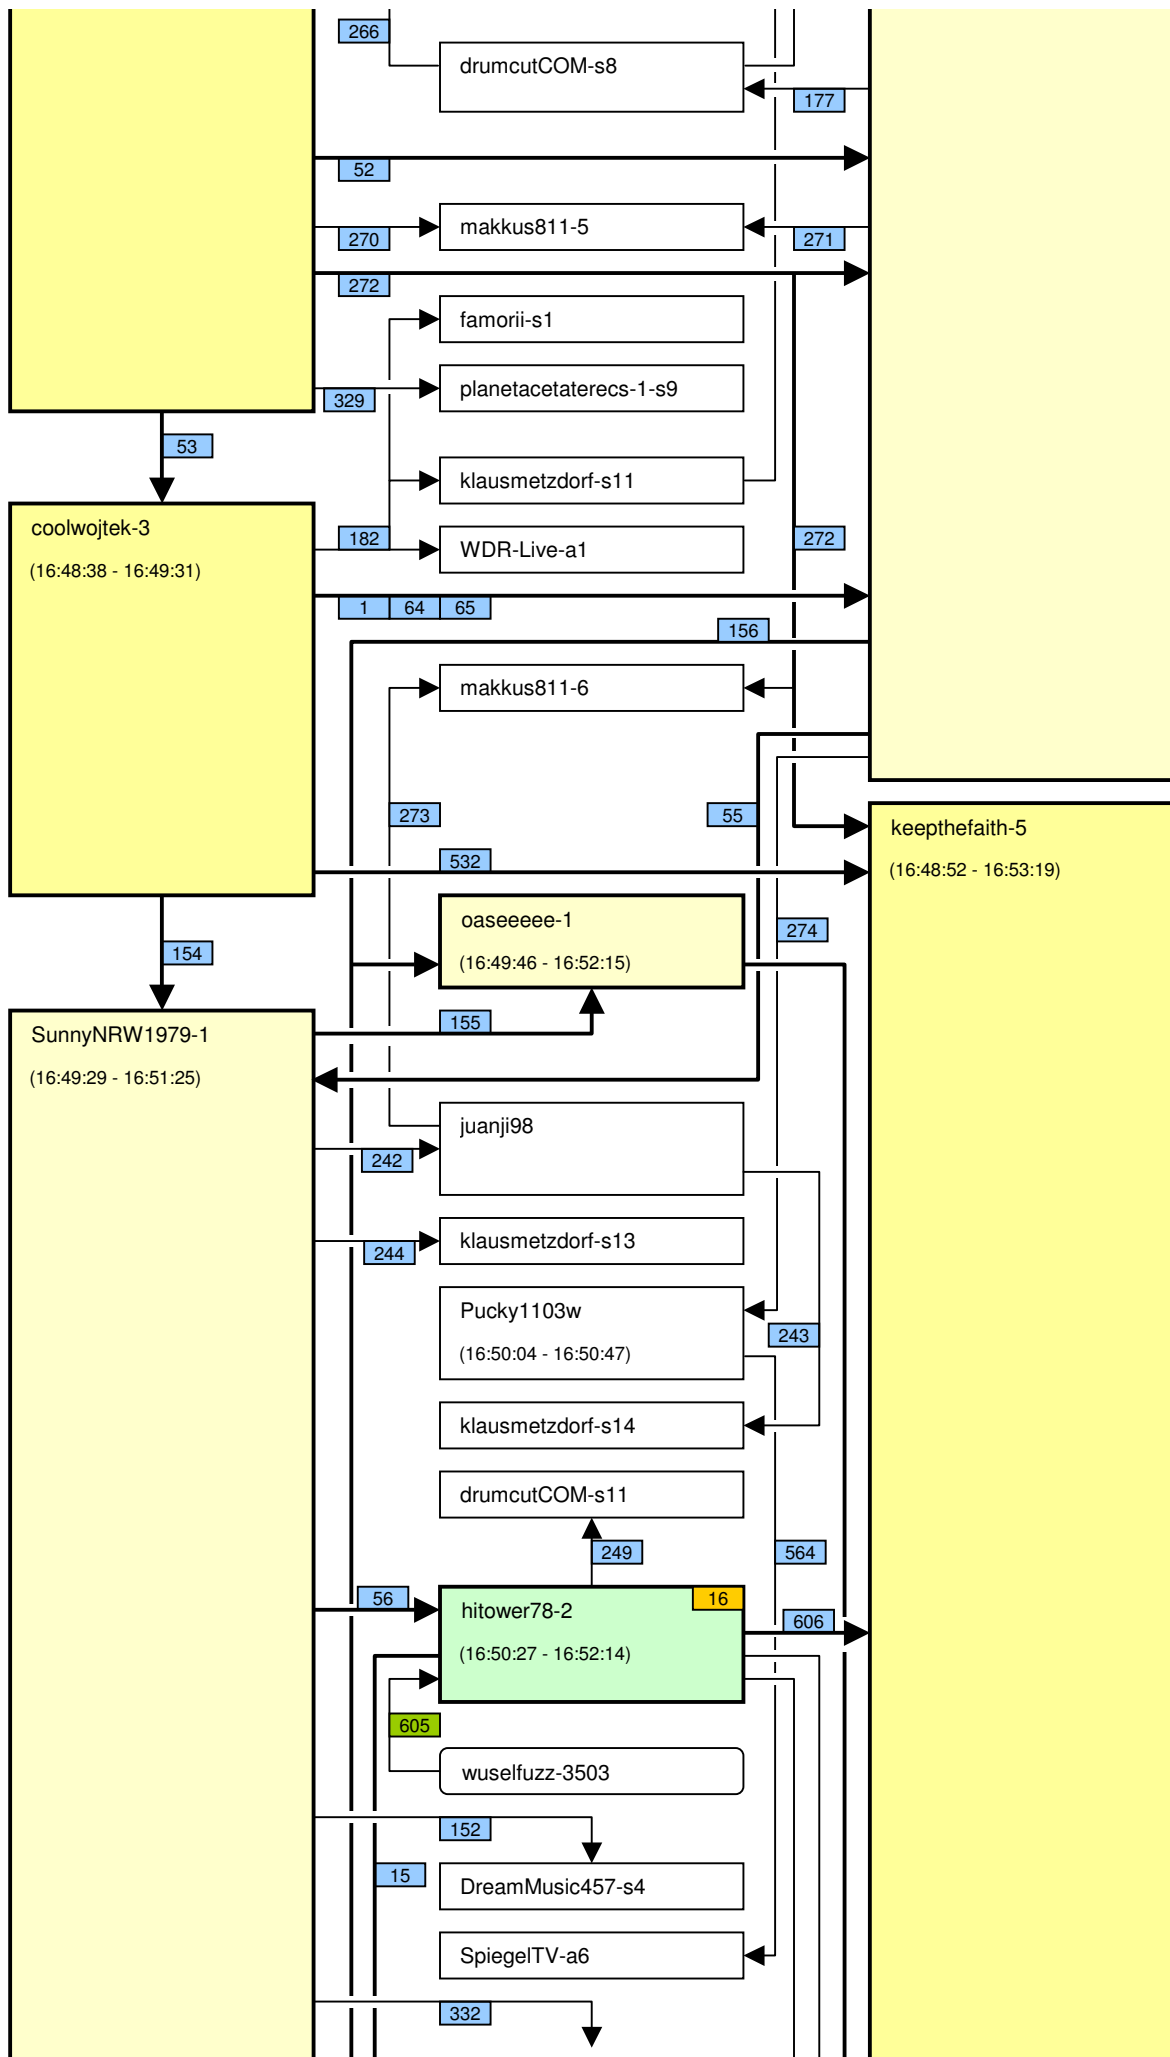 266
drumcutCOM-s8
177
52
makkus811-5
270
271
272
famorii-s1
planetacetaterecs-1-s9
329
53
klausmetzdorf-s11
coolwojtek-3
182
WDR-Live-a1
272
(16:48:38 - 16:49:31)
1 64 65
156
makkus811-6
273
55
keepthefaith-5
532
(16:48:52 - 16:53:19)
oaseeeee-1
274
154
(16:49:46 - 16:52:15)
155
SunnyNRW1979-1
(16:49:29 - 16:51:25)
juanji98
242
klausmetzdorf-s13
244
Pucky1103w
243
(16:50:04 - 16:50:47)
klausmetzdorf-s14
drumcutCOM-s11
249
564
56
16
hitower78-2
606
(16:50:27 - 16:52:14)
605
wuselfuzz-3503
152
15
DreamMusic457-s4
SpiegelTV-a6
332